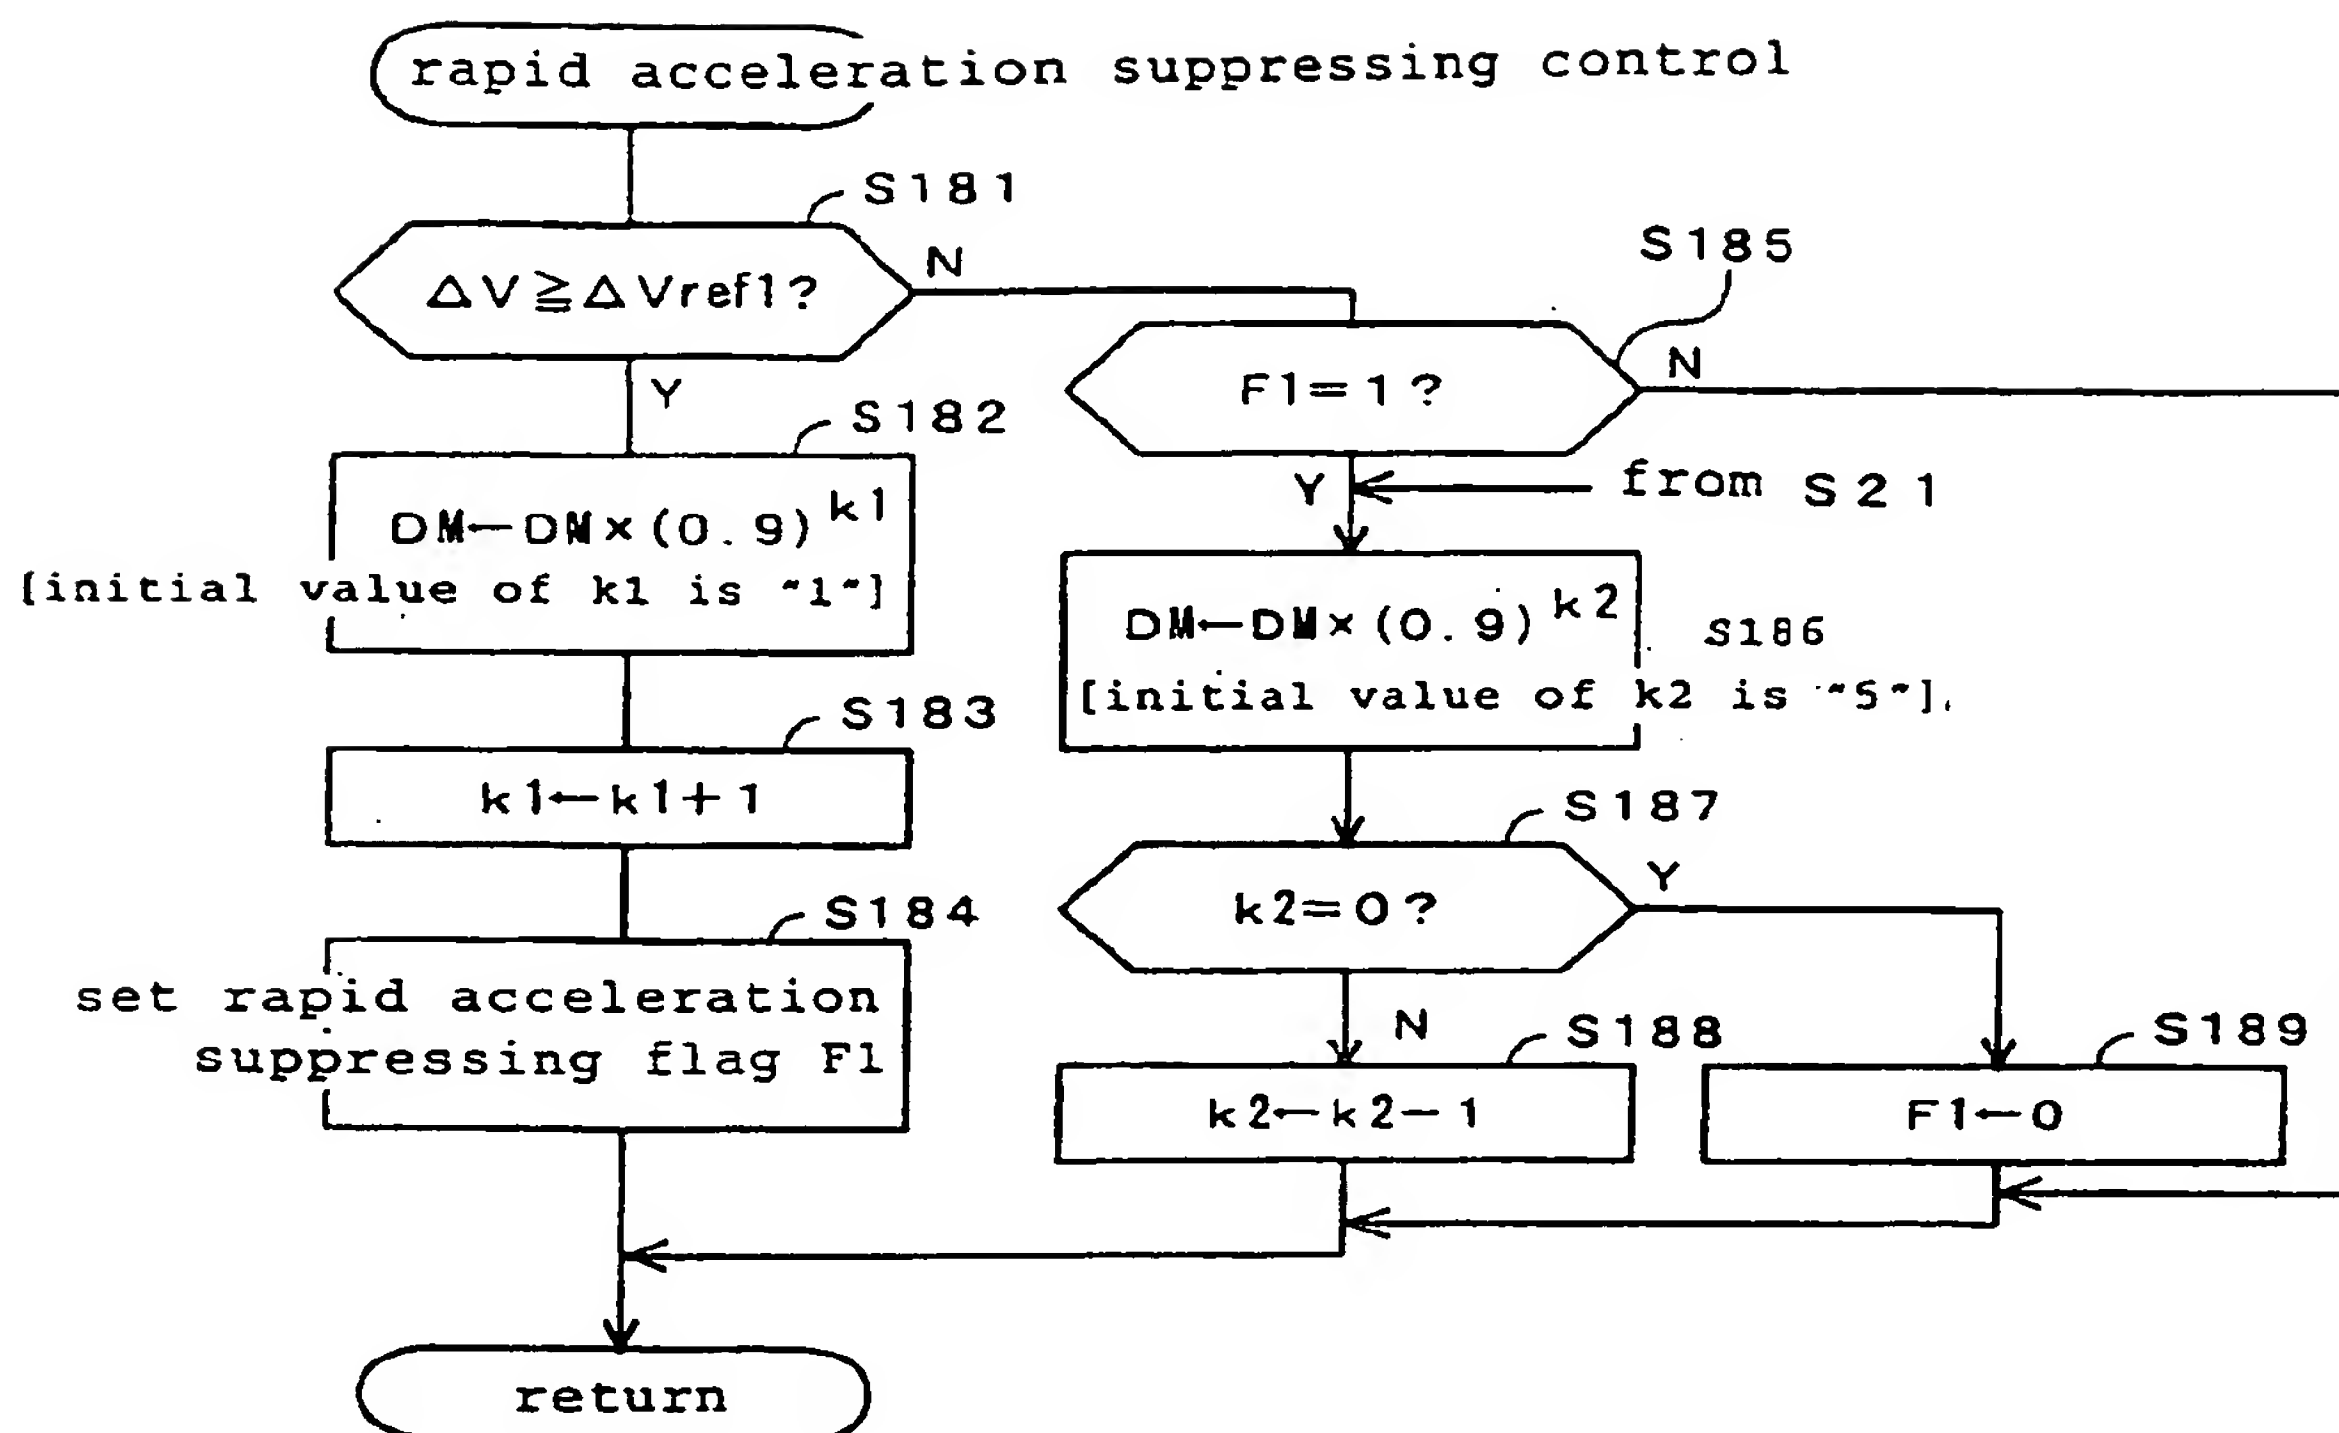 rapid acceleration suppressing control
S181
ΔV≧ΔVref1?
N
Y
S185
F1=1?
N
Y
from S21
S182
DM←DM×(0.9)^k1
[initial value of k1 is "1"]
DM←DM×(0.9)^k2
S186
[initial value of k2 is "5"]
S183
k1←k1+1
S187
k2=0?
Y
N
S184
set rapid acceleration
suppressing flag F1
S188
k2←k2-1
S189
F1←0
return